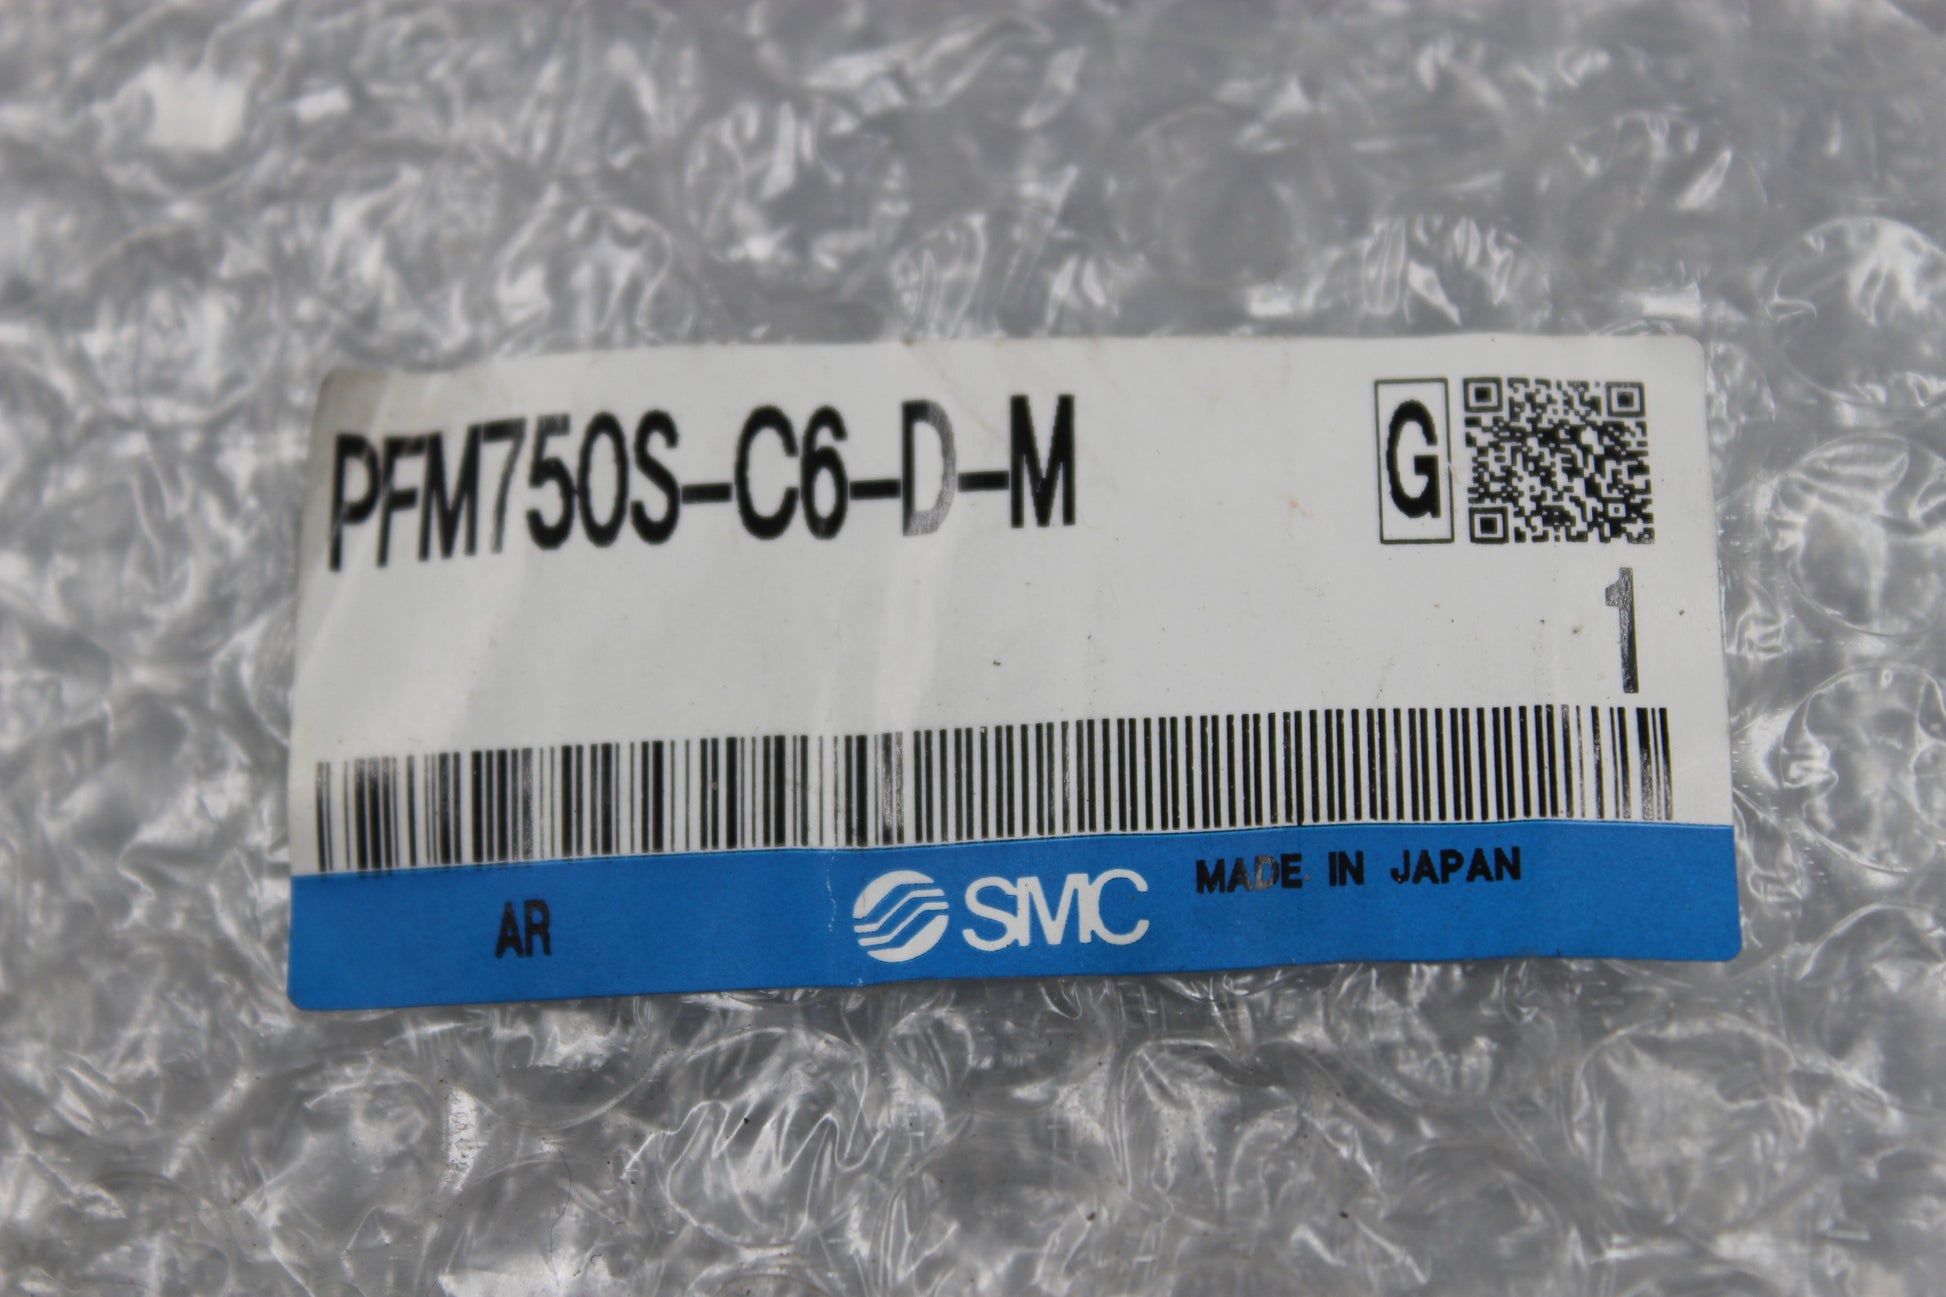 PFM750S-C6-D-M G
1
AR SMC MADE IN JAPAN